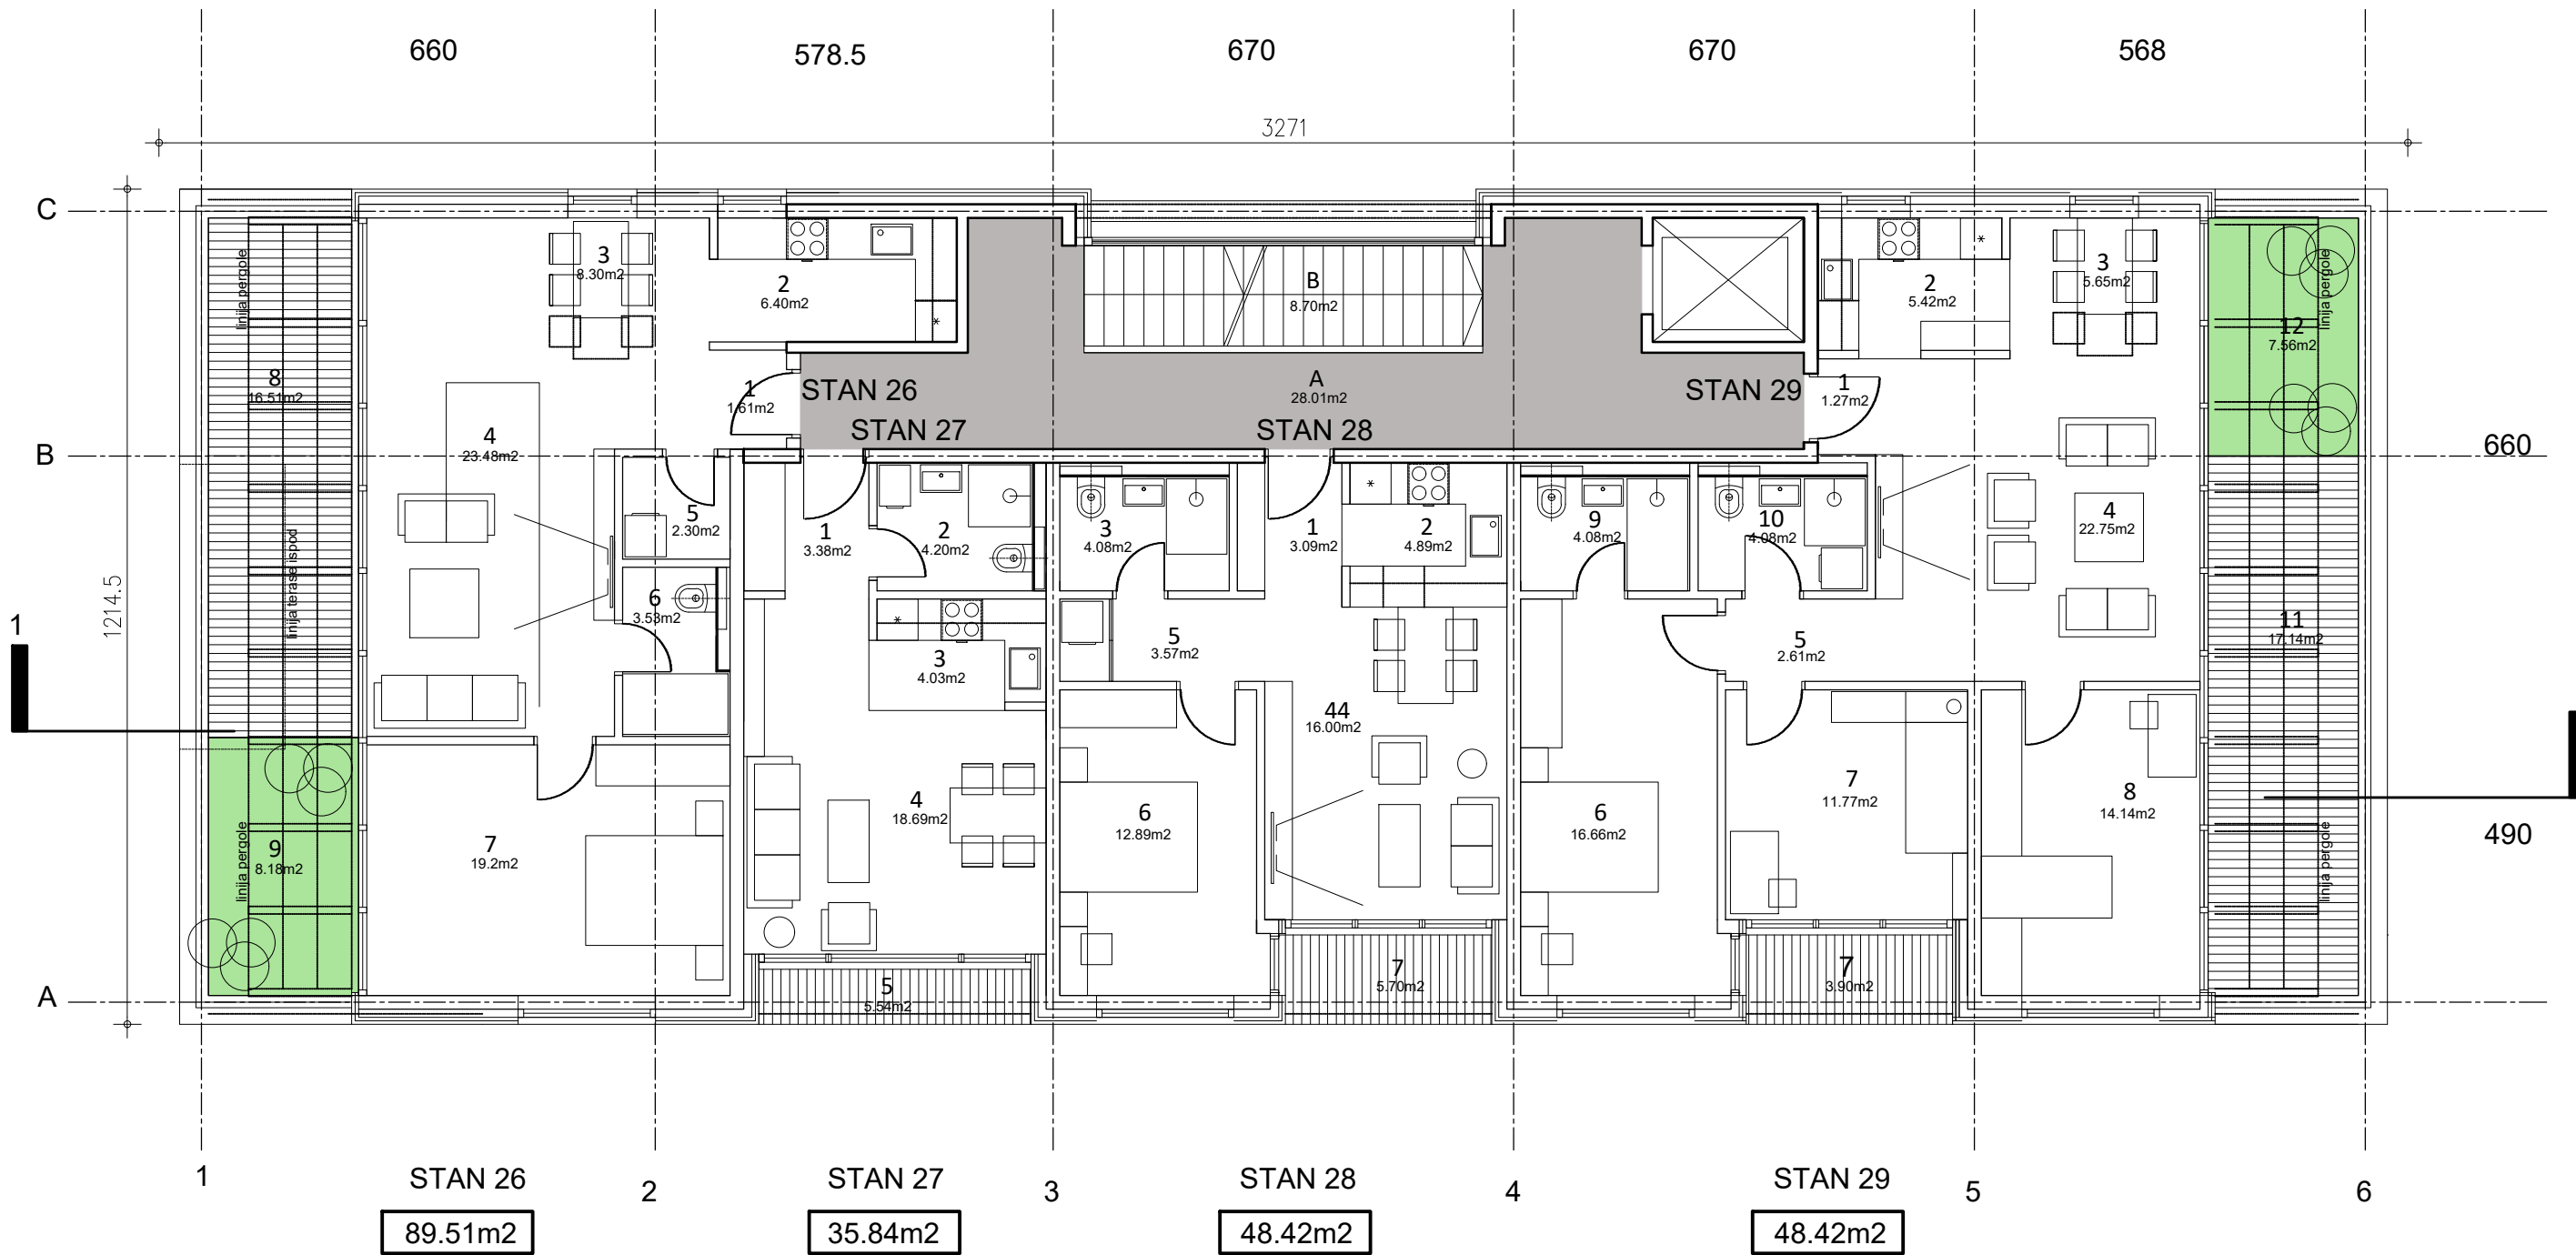 660
578.5
670
670
568
3271
C
B
A
660
490
1214.5
1
linija pergole
8
16.51m2
linija terase ispod
linija pergole
9
8.18m2
3
8.30m2
2
6.40m2
1
1.61m2
4
23.48m2
5
2.30m2
6
3.53m2
7
19.2m2
STAN 26
STAN 27
STAN 28
STAN 29
A
28.01m2
B
8.70m2
1
3.38m2
2
4.20m2
3
4.03m2
4
18.69m2
5
5.54m2
3
4.08m2
1
3.09m2
2
4.89m2
5
3.57m2
44
16.00m2
6
12.89m2
7
5.70m2
2
5.42m2
3
5.65m2
1
1.27m2
9
4.08m2
10
4.08m2
4
22.75m2
5
2.61m2
6
16.66m2
7
11.77m2
8
14.14m2
7
3.90m2
linija pergole
12
7.56m2
11
17.14m2
linija pergole
1
2
3
4
5
6
STAN 26
STAN 27
STAN 28
STAN 29
89.51m2
35.84m2
48.42m2
48.42m2